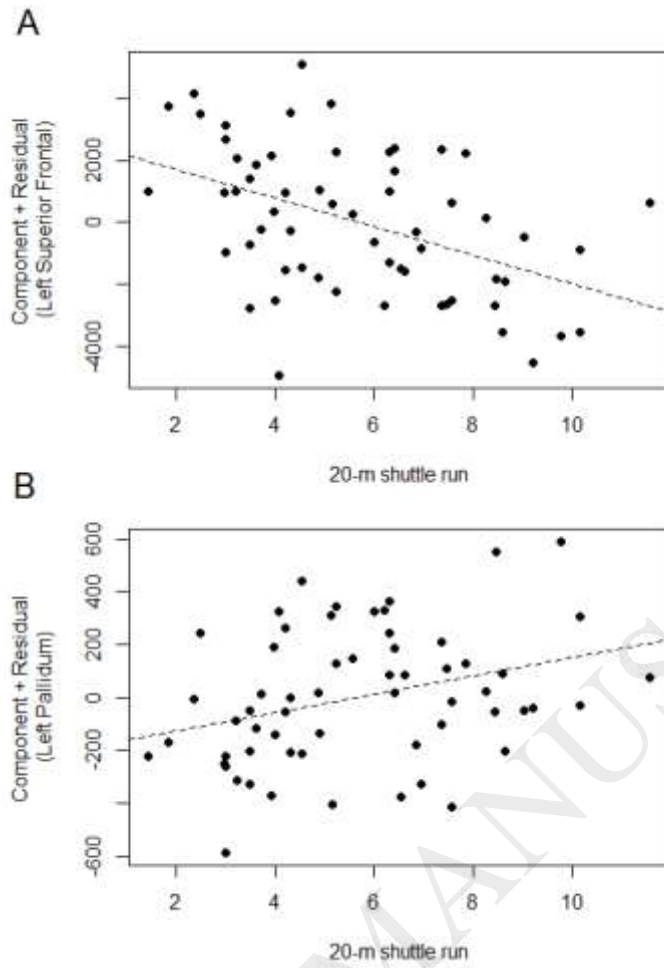 A
Component + Residual
(Left Superior Frontal)
2000
0
-4000
2
4
6
8
10
20-m shuttle run
B
Component + Residual
(Left Pallidum)
600
400
200
0
-200
-600
2
4
6
8
10
20-m shuttle run
MANUS